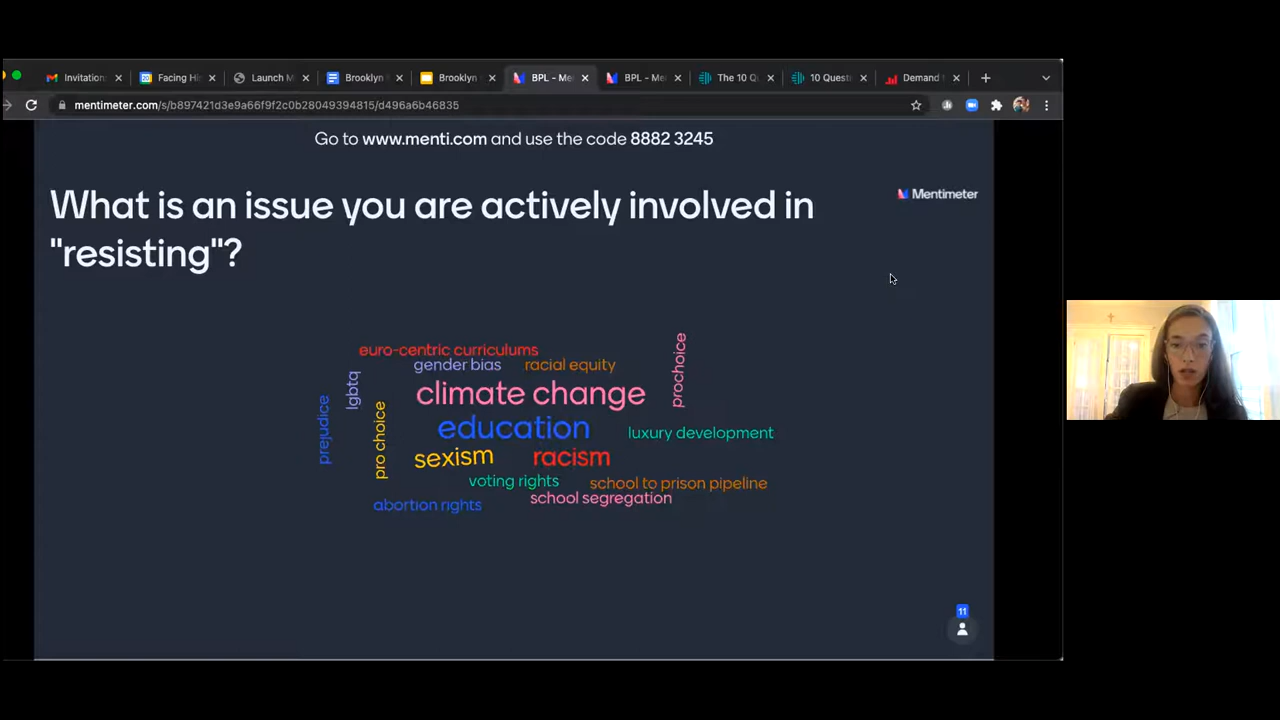 Invitation
Facing Hi
Launch M
Brooklyn
Brooklyn
BPL - Me
BPL - Me
The 10 Q
10 Quest
Demand
mentimeter.com/s/b897421d3e9a66f9f2c0b28049394815/d496a6b46835
Go to www.menti.com and use the code 8882 3245
What is an issue you are actively involved in
"resisting"?
Mentimeter
euro-centric curriculums
gender bias
racial equity
prochoice
lgbtq
climate change
prejudice
pro choice
education
luxury development
sexism
racism
voting rights
school to prison pipeline
school segregation
abortion rights
11